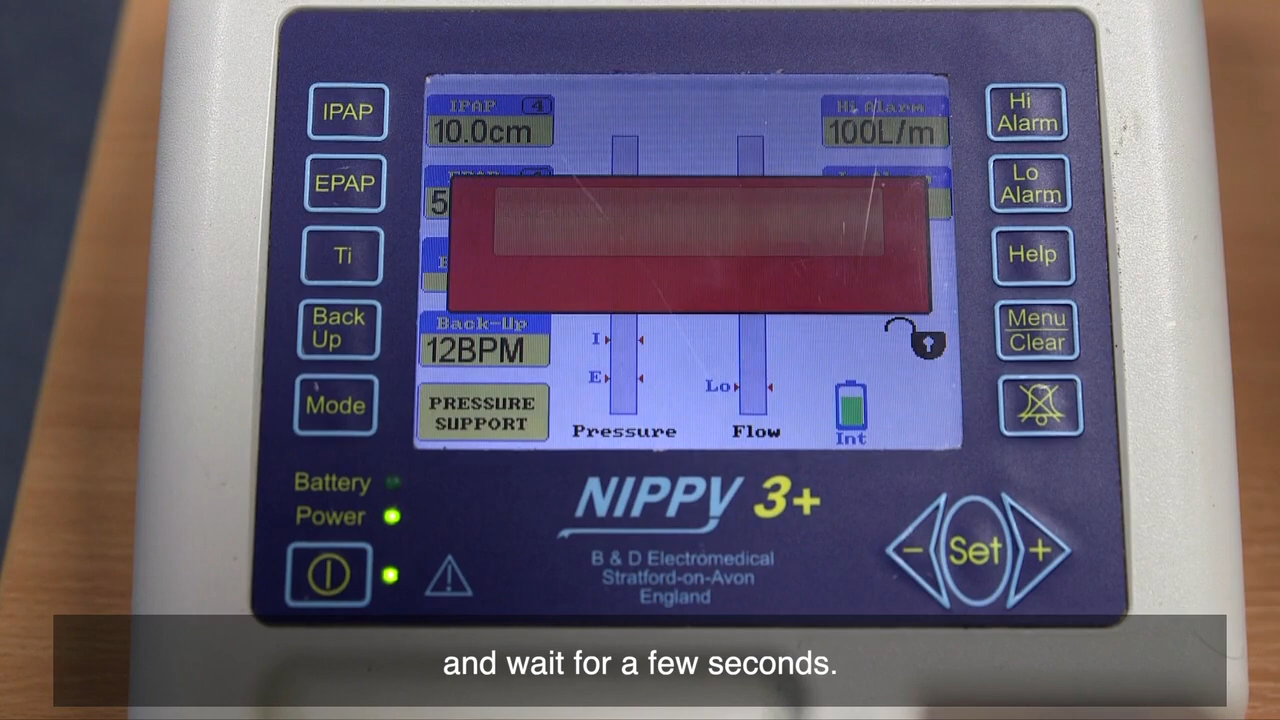 IPAP
EPAP
Ti
Back
Up
Mode
IPAP 4
10.0cm
5
Back-Up
12BPM
PRESSURE
SUPPORT
I
E
Pressure
Lo
Flow
Int
Hi Alarm
100L/m
Hi
Alarm
Lo
Alarm
Help
Menu
Clear
Battery
Power
NIPPY 3+
B & D Electromedical
Stratford-on-Avon
England
- Set +
and wait for a few seconds.